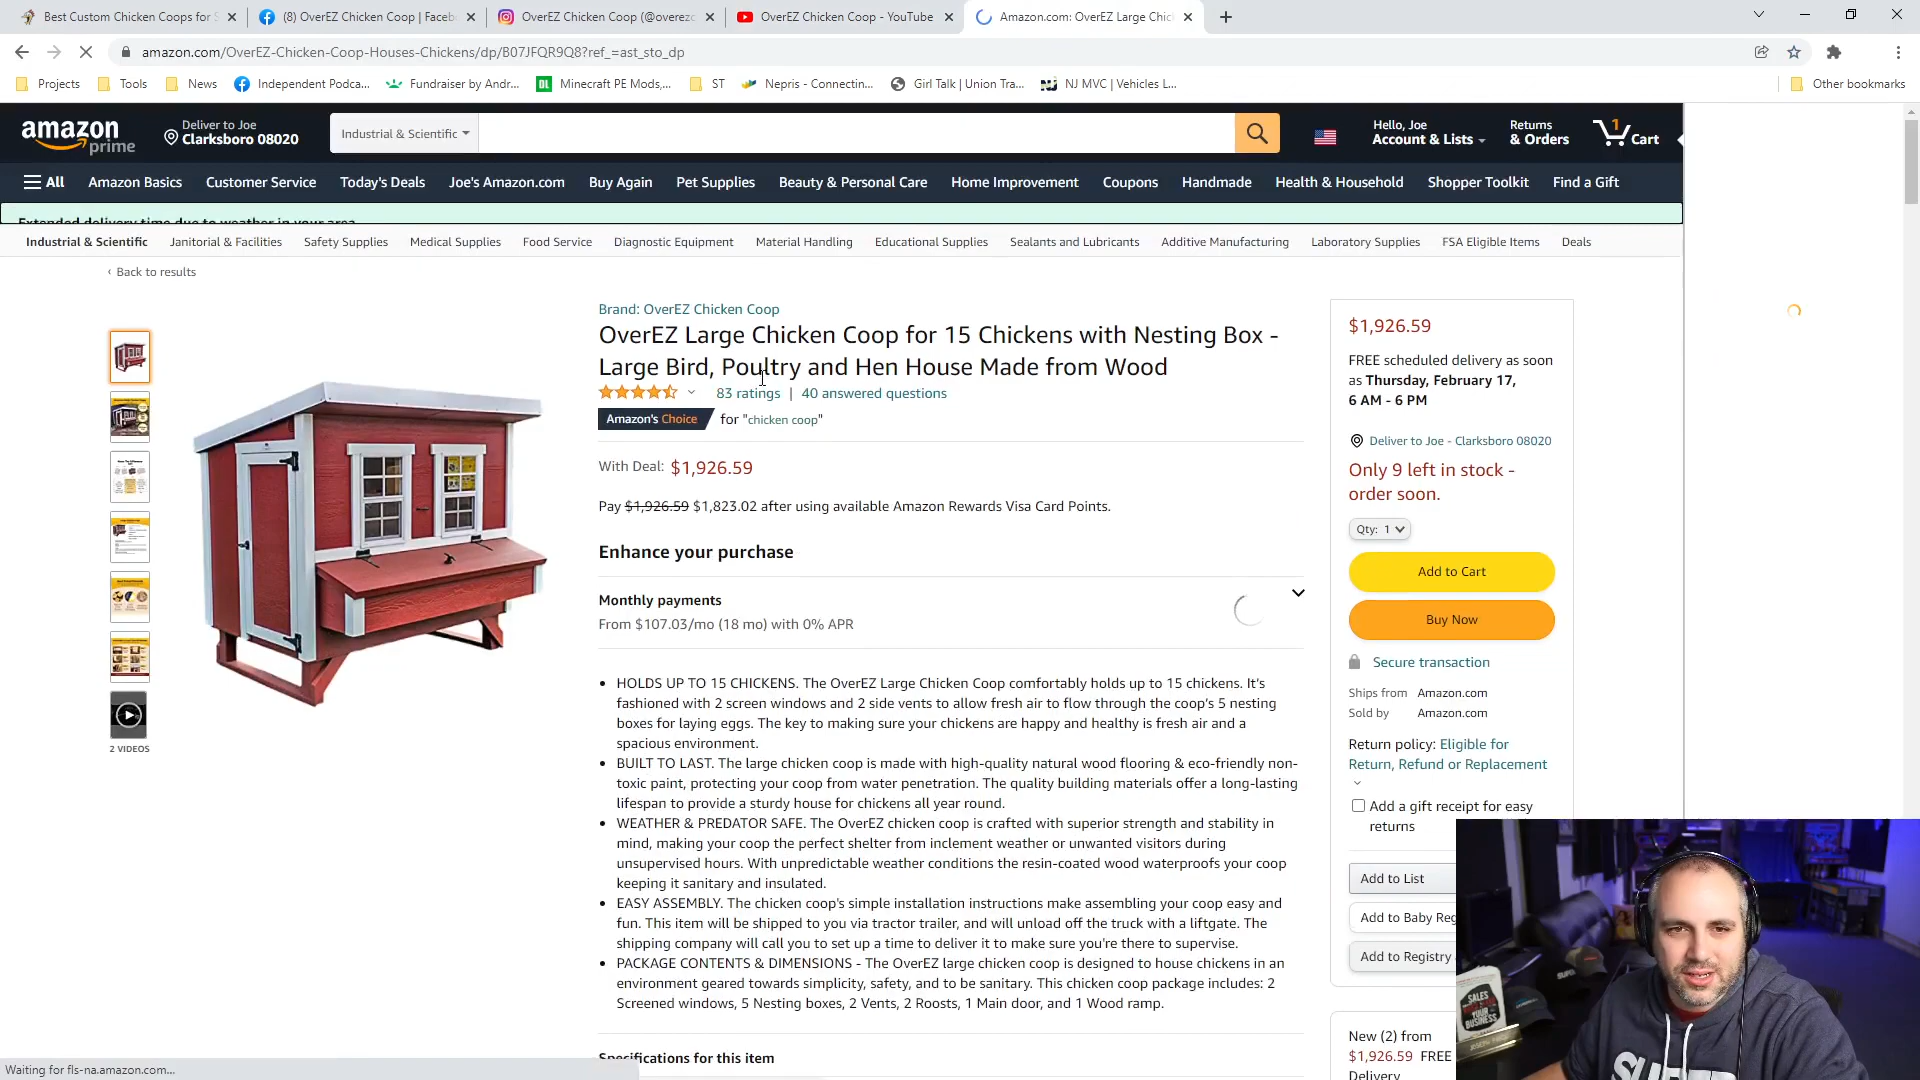 Best Custom Chicken Coops for S
(8) OverEZ Chicken Coop | Faceb
OverEZ Chicken Coop (@overezc
OverEZ Chicken Coop - YouTube
Amazon.com: OverEZ Large Chic
amazon.com/OverEZ-Chicken-Coop-Houses-Chickens/dp/B07JFQR9Q8?ref_=ast_sto_dp
Projects Tools News Independent Podca... Fundraiser by Andr... Minecraft PE Mods,... ST Nepris - Connectin... Girl Talk | Union Tra... NJ MVC | Vehicles L... Other bookmarks
amazon prime
Deliver to Joe
Clarksboro 08020
Industrial & Scientific
Hello, Joe
Account & Lists
Returns
& Orders
1
Cart
All Amazon Basics Customer Service Today's Deals Joe's Amazon.com Buy Again Pet Supplies Beauty & Personal Care Home Improvement Coupons Handmade Health & Household Shopper Toolkit Find a Gift
Extended delivery time due to weather in your area
Industrial & Scientific Janitorial & Facilities Safety Supplies Medical Supplies Food Service Diagnostic Equipment Material Handling Educational Supplies Sealants and Lubricants Additive Manufacturing Laboratory Supplies FSA Eligible Items Deals
‹ Back to results
2 VIDEOS
Brand: OverEZ Chicken Coop
OverEZ Large Chicken Coop for 15 Chickens with Nesting Box -
Large Bird, Poultry and Hen House Made from Wood
83 ratings | 40 answered questions
Amazon's Choice for "chicken coop"
With Deal: $1,926.59
Pay $1,926.59 $1,823.02 after using available Amazon Rewards Visa Card Points.
Enhance your purchase
Monthly payments
From $107.03/mo (18 mo) with 0% APR
• HOLDS UP TO 15 CHICKENS. The OverEZ Large Chicken Coop comfortably holds up to 15 chickens. It's
fashioned with 2 screen windows and 2 side vents to allow fresh air to flow through the coop's 5 nesting
boxes for laying eggs. The key to making sure your chickens are happy and healthy is fresh air and a
spacious environment.
• BUILT TO LAST. The large chicken coop is made with high-quality natural wood flooring & eco-friendly non-
toxic paint, protecting your coop from water penetration. The quality building materials offer a long-lasting
lifespan to provide a sturdy house for chickens all year round.
• WEATHER & PREDATOR SAFE. The OverEZ chicken coop is crafted with superior strength and stability in
mind, making your coop the perfect shelter from inclement weather or unwanted visitors during
unsupervised hours. With unpredictable weather conditions the resin-coated wood waterproofs your coop
keeping it sanitary and insulated.
• EASY ASSEMBLY. The chicken coop's simple installation instructions make assembling your coop easy and
fun. This item will be shipped to you via tractor trailer, and will unload off the truck with a liftgate. The
shipping company will call you to set up a time to deliver it to make sure you're there to supervise.
• PACKAGE CONTENTS & DIMENSIONS - The OverEZ large chicken coop is designed to house chickens in an
environment geared towards simplicity, safety, and to be sanitary. This chicken coop package includes: 2
Screened windows, 5 Nesting boxes, 2 Vents, 2 Roosts, 1 Main door, and 1 Wood ramp.
Specifications for this item
$1,926.59
FREE scheduled delivery as soon
as Thursday, February 17,
6 AM - 6 PM
Deliver to Joe - Clarksboro 08020
Only 9 left in stock -
order soon.
Qty: 1
Add to Cart
Buy Now
Secure transaction
Ships from Amazon.com
Sold by Amazon.com
Return policy: Eligible for
Return, Refund or Replacement
Add a gift receipt for easy
returns
Add to List
Add to Baby Reg
Add to Registry
New (2) from
$1,926.59 FREE
Delivery
SALES
YOUR
BUSINESS
Waiting for fls-na.amazon.com...